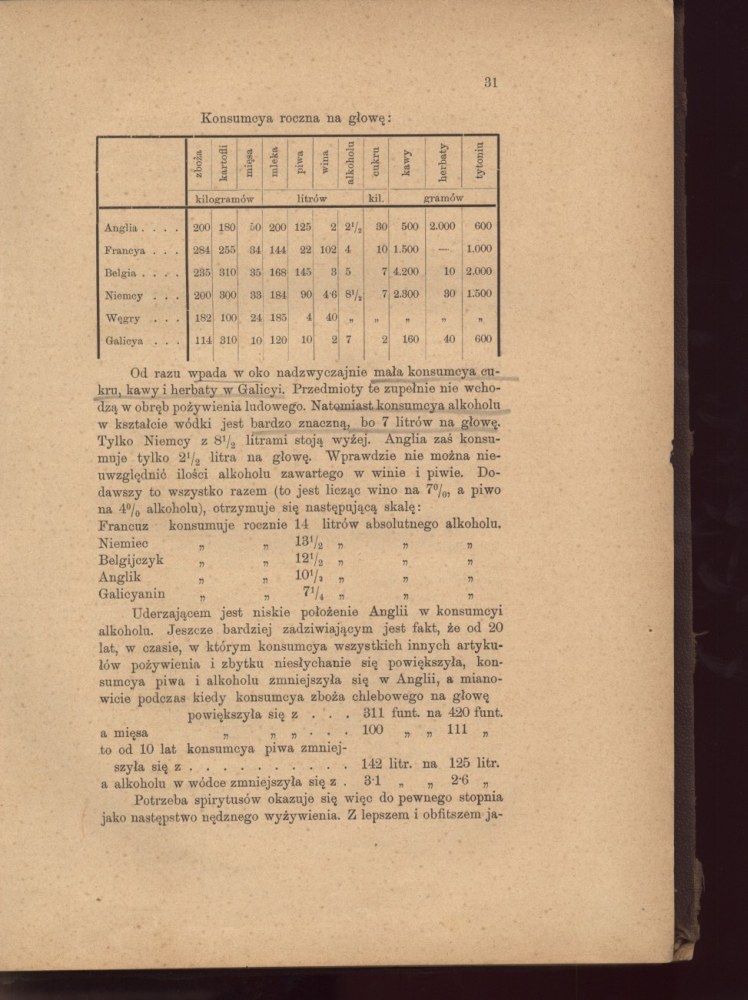 31
Konsumcya roczna na głowę:
zboża kartofli mięsa mleka piwa wina alkoholu cukru kawy herbaty tytoniu
kilogramów litrów kil. gramów
Anglia . . . . 200 180 50 200 125 2 2½ 30 500 2.000 600
Francya . . . 284 255 34 144 22 102 4 10 1.500 — 1.000
Belgia . . . . 235 310 35 168 145 3 5 7 4.200 10 2.000
Niemcy . . . 200 300 33 184 90 4·6 8½ 7 2.300 30 1.500
Węgry . . . 182 100 24 185 4 40 „ „ „ „ „
Galicya . . . 114 310 10 120 10 2 7 2 160 40 600
Od razu wpada w oko nadzwyczajnie mała konsumcya cu-
kru, kawy i herbaty w Galicyi. Przedmioty te zupełnie nie wcho-
dzą w obręb pożywienia ludowego. Natomiast konsumcya alkoholu
w kształcie wódki jest bardzo znaczną, bo 7 litrów na głowę.
Tylko Niemcy z 8½ litrami stoją wyżej. Anglia zaś konsu-
muje tylko 2½ litra na głowę. Wprawdzie nie można nie-
uwzględnić ilości alkoholu zawartego w winie i piwie. Do-
dawszy to wszystko razem (to jest licząc wino na 7%, a piwo
na 4% alkoholu), otrzymuje się następującą skalę:
Francuz konsumuje rocznie 14 litrów absolutnego alkoholu.
Niemiec „ „ 13½ „ „ „
Belgijczyk „ „ 12½ „ „ „
Anglik „ „ 10½ „ „ „
Galicyanin „ „ 7¼ „ „ „
Uderzającem jest niskie położenie Anglii w konsumcyi
alkoholu. Jeszcze bardziej zadziwiającym jest fakt, że od 20
lat, w czasie, w którym konsumcya wszystkich innych artyku-
łów pożywienia i zbytku niesłychanie się powiększyła, kon-
sumcya piwa i alkoholu zmniejszyła się w Anglii, a miano-
wicie podczas kiedy konsumcya zboża chlebowego na głowę
powiększyła się z . . . 311 funt. na 420 funt.
a mięsa „ „ „ . . . 100 „ „ 111 „
to od 10 lat konsumcya piwa zmniej-
szyła się z . . . . . . . . . . 142 litr. na 125 litr.
a alkoholu w wódce zmniejszyła się z . 3·1 „ „ 2·6 „
Potrzeba spirytusów okazuje się więc do pewnego stopnia
jako następstwo nędznego wyżywienia. Z lepszem i obfitszem ja-